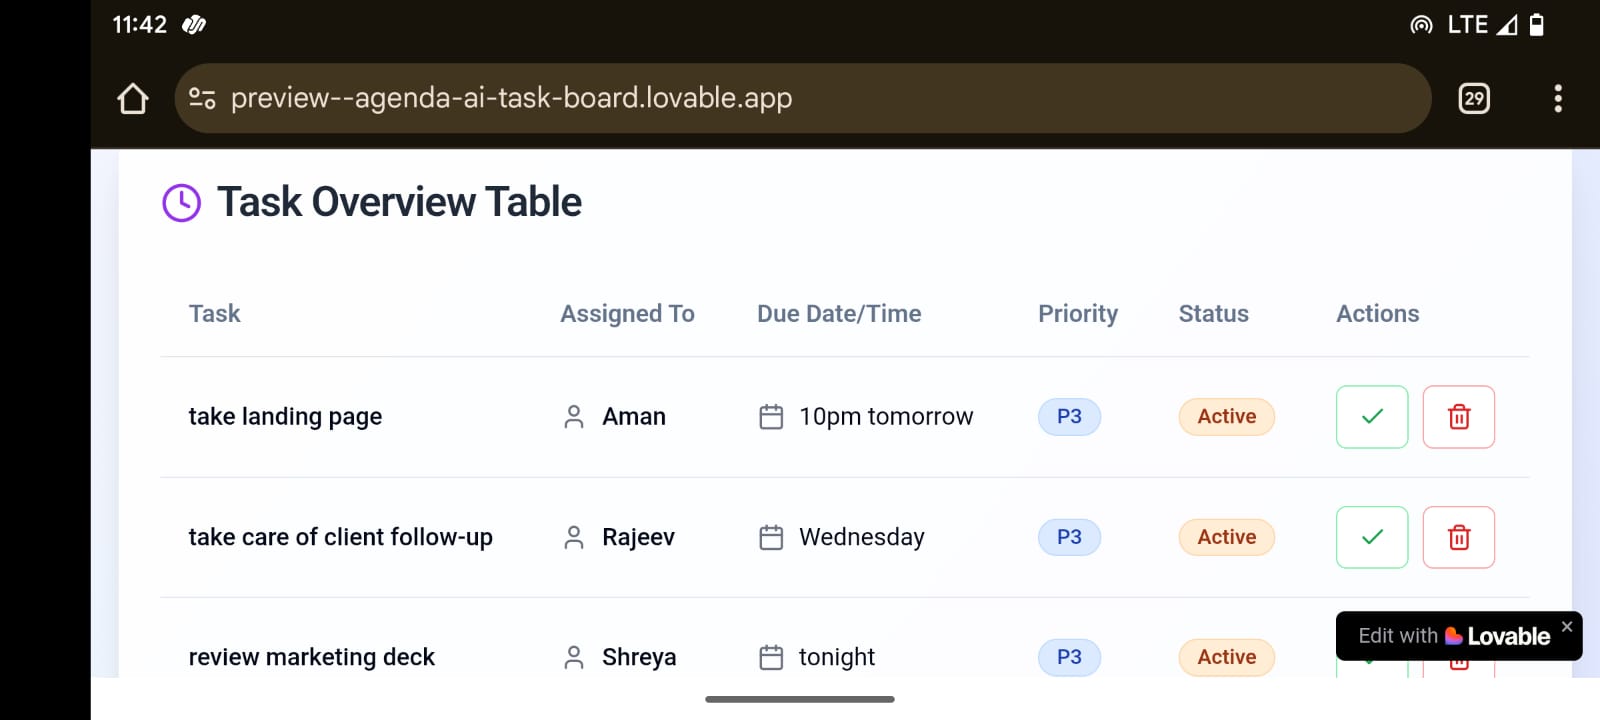 11:42 LTE
preview--agenda-ai-task-board.lovable.app 29
Task Overview Table
Task Assigned To Due Date/Time Priority Status Actions
take landing page Aman 10pm tomorrow P3 Active
take care of client follow-up Rajeev Wednesday P3 Active
Edit with Lovable ×
review marketing deck Shreya tonight P3 Active